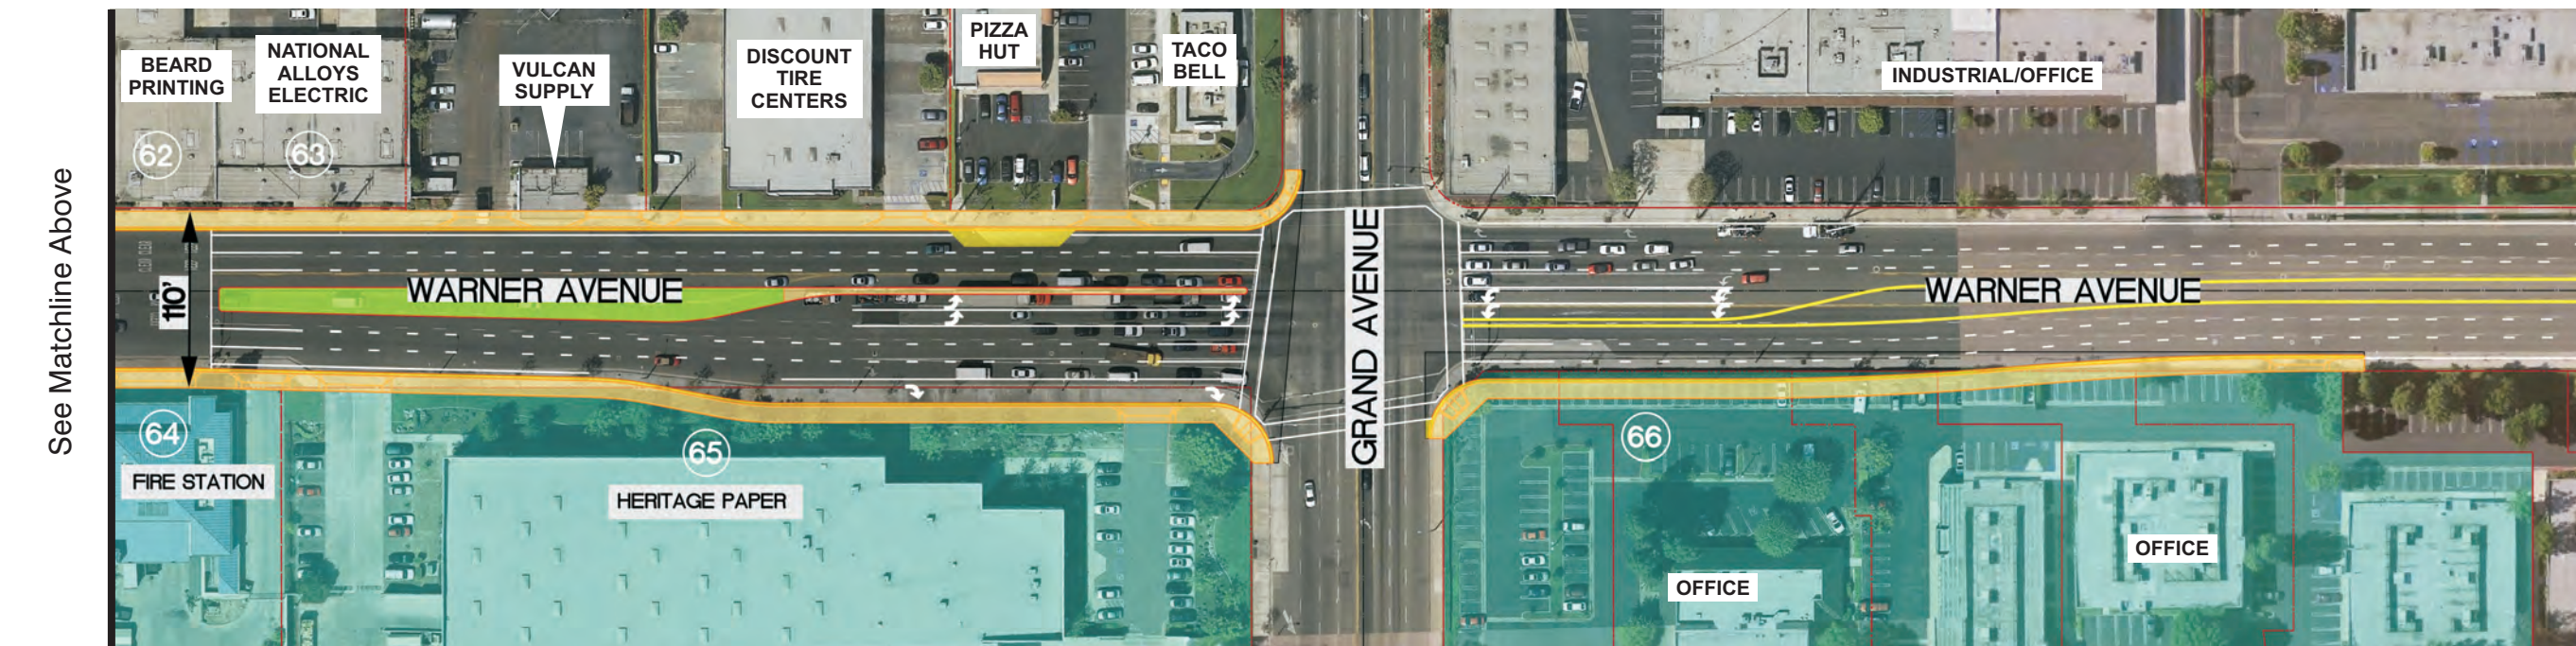 See Matchline Above
BEARD
PRINTING
NATIONAL
ALLOYS
ELECTRIC
VULCAN
SUPPLY
DISCOUNT
TIRE
CENTERS
PIZZA
HUT
TACO
BELL
INDUSTRIAL/OFFICE
62
63
110'
WARNER AVENUE
GRAND AVENUE
WARNER AVENUE
64
FIRE STATION
65
HERITAGE PAPER
66
OFFICE
OFFICE